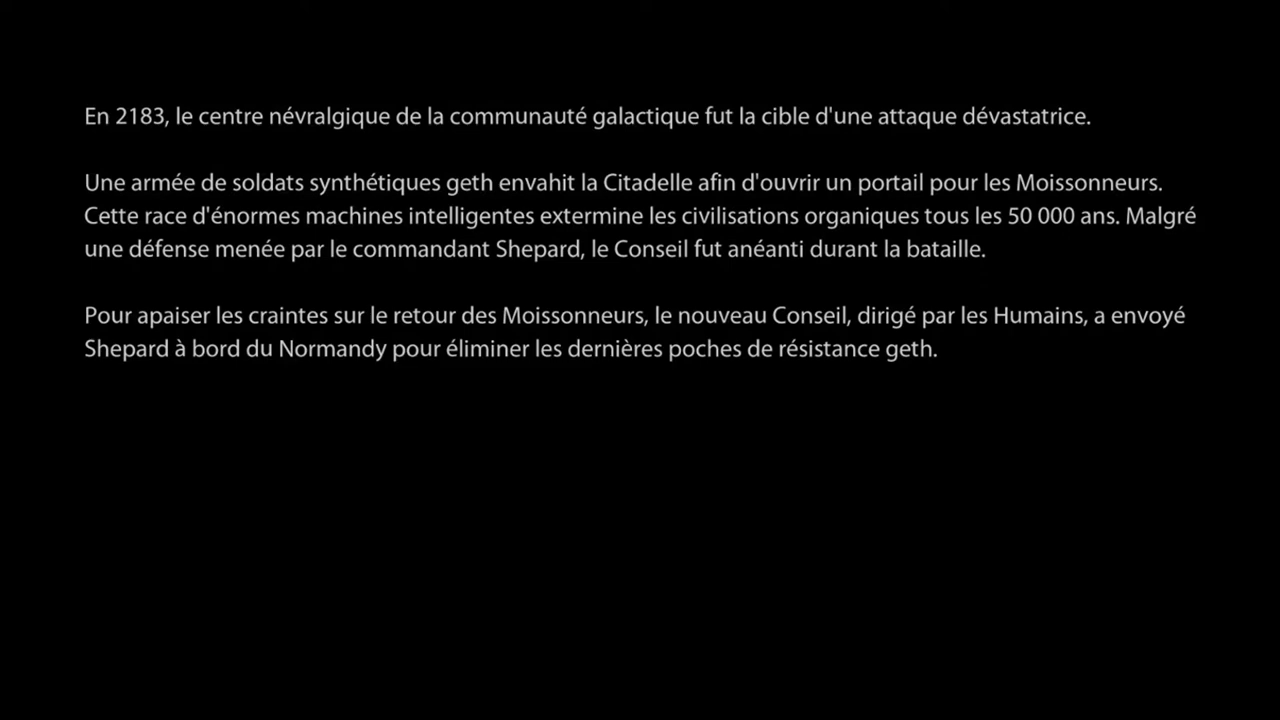 En 2183, le centre névralgique de la communauté galactique fut la cible d'une attaque dévastatrice.
Une armée de soldats synthétiques geth envahit la Citadelle afin d'ouvrir un portail pour les Moissonneurs.
Cette race d'énormes machines intelligentes extermine les civilisations organiques tous les 50 000 ans. Malgré
une défense menée par le commandant Shepard, le Conseil fut anéanti durant la bataille.
Pour apaiser les craintes sur le retour des Moissonneurs, le nouveau Conseil, dirigé par les Humains, a envoyé
Shepard à bord du Normandy pour éliminer les dernières poches de résistance geth.